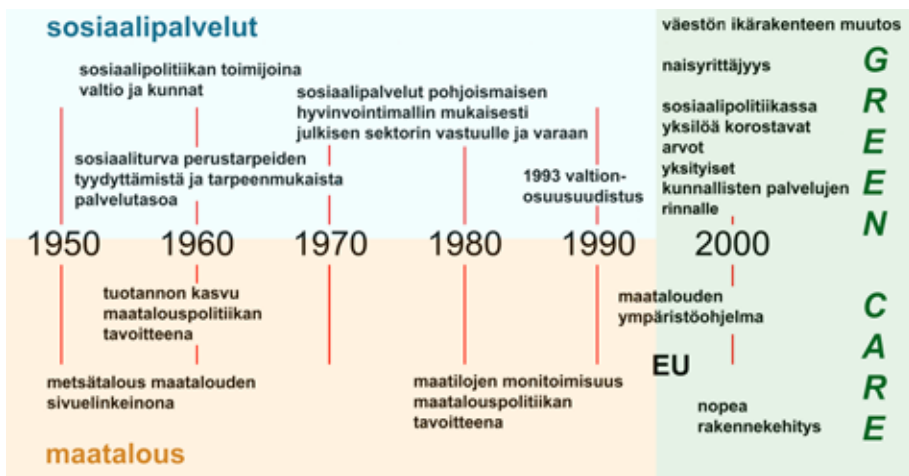 sosiaalipalvelut
sosiaalipolitiikan toimijoina
valtio ja kunnat
sosiaalipalvelut pohjoismaisen
hyvinvointimallin mukaisesti
julkisen sektorin vastuulle ja varaan
sosiaaliturva perustarpeiden
tyydyttämistä ja tarpeenmukaista
palvelutasoa
1993 valtion-
osuusuudistus
väestön ikärakenteen muutos
naisyrittäjyys
sosiaalipolitiikassa
yksilöä korostavat
arvot
yksityiset
kunnallisten palvelujen
rinnalle
1950 1960 1970 1980 1990 2000
tuotannon kasvu
maatalouspolitiikan
tavoitteena
metsätalous maatalouden
sivuelinkeinona
maatilojen monitoimisuus
maatalouspolitiikan
tavoitteena
maatalouden
ympäristöohjelma
EU
nopea
rakennekehitys
maatalous
GREEN CARE